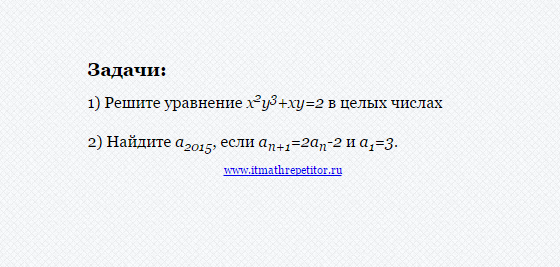 Задачи:
1) Решите уравнение x²y³+xy=2 в целых числах
2) Найдите a₂₀₁₅, если aₙ₊₁=2aₙ-2 и a₁=3.
www.itmathrepetitor.ru